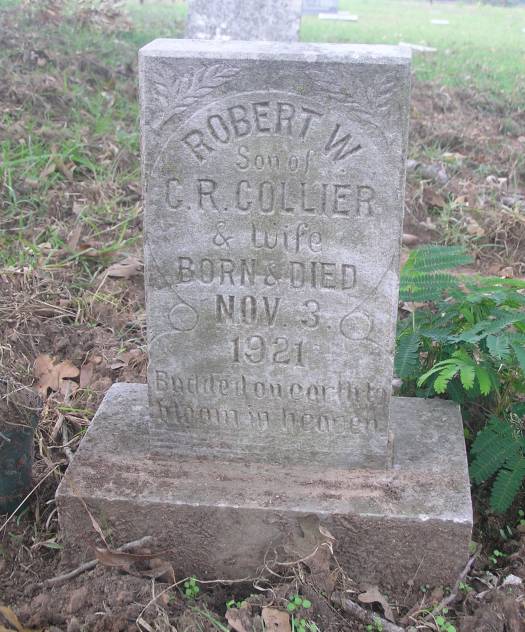 ROBERT W
Son of
C. R. COLLIER
& Wife
BORN & DIED
NOV. 3.
1921
Budded on earth to
bloom in heaven